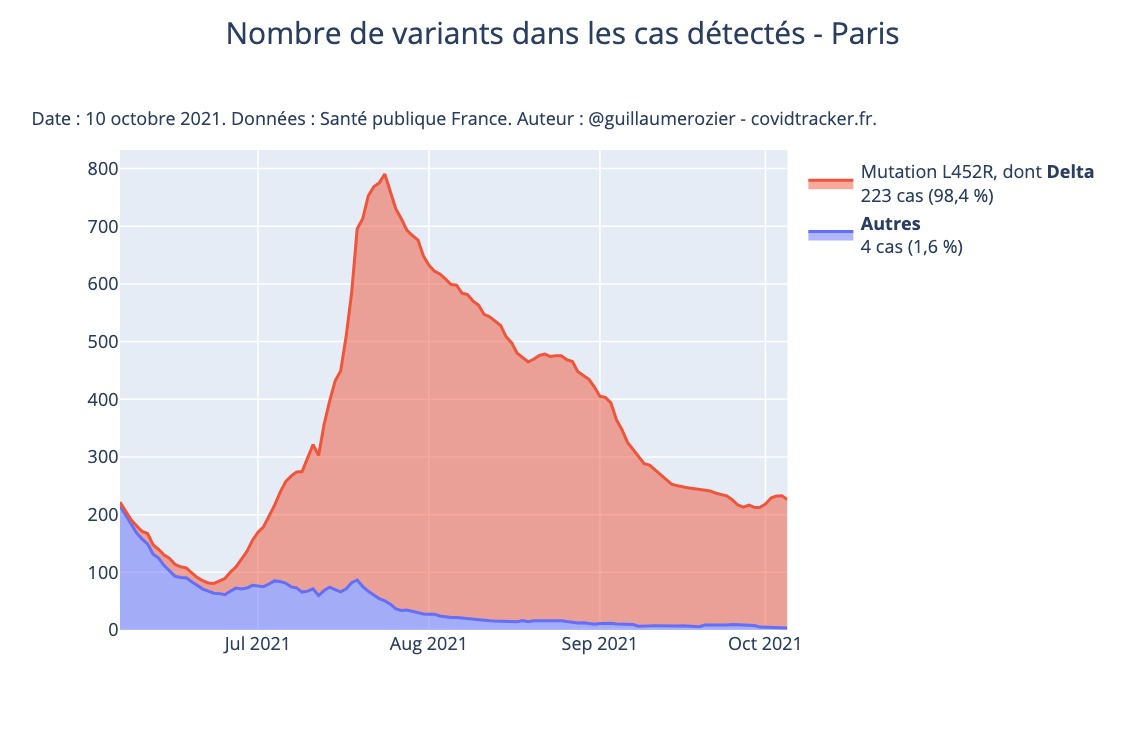 Nombre de variants dans les cas détectés - Paris
Date : 10 octobre 2021. Données : Santé publique France. Auteur : @guillaumerozier - covidtracker.fr.
800
700
600
500
400
300
200
100
0
Jul 2021
Aug 2021
Sep 2021
Oct 2021
Mutation L452R, dont Delta
223 cas (98,4 %)
Autres
4 cas (1,6 %)